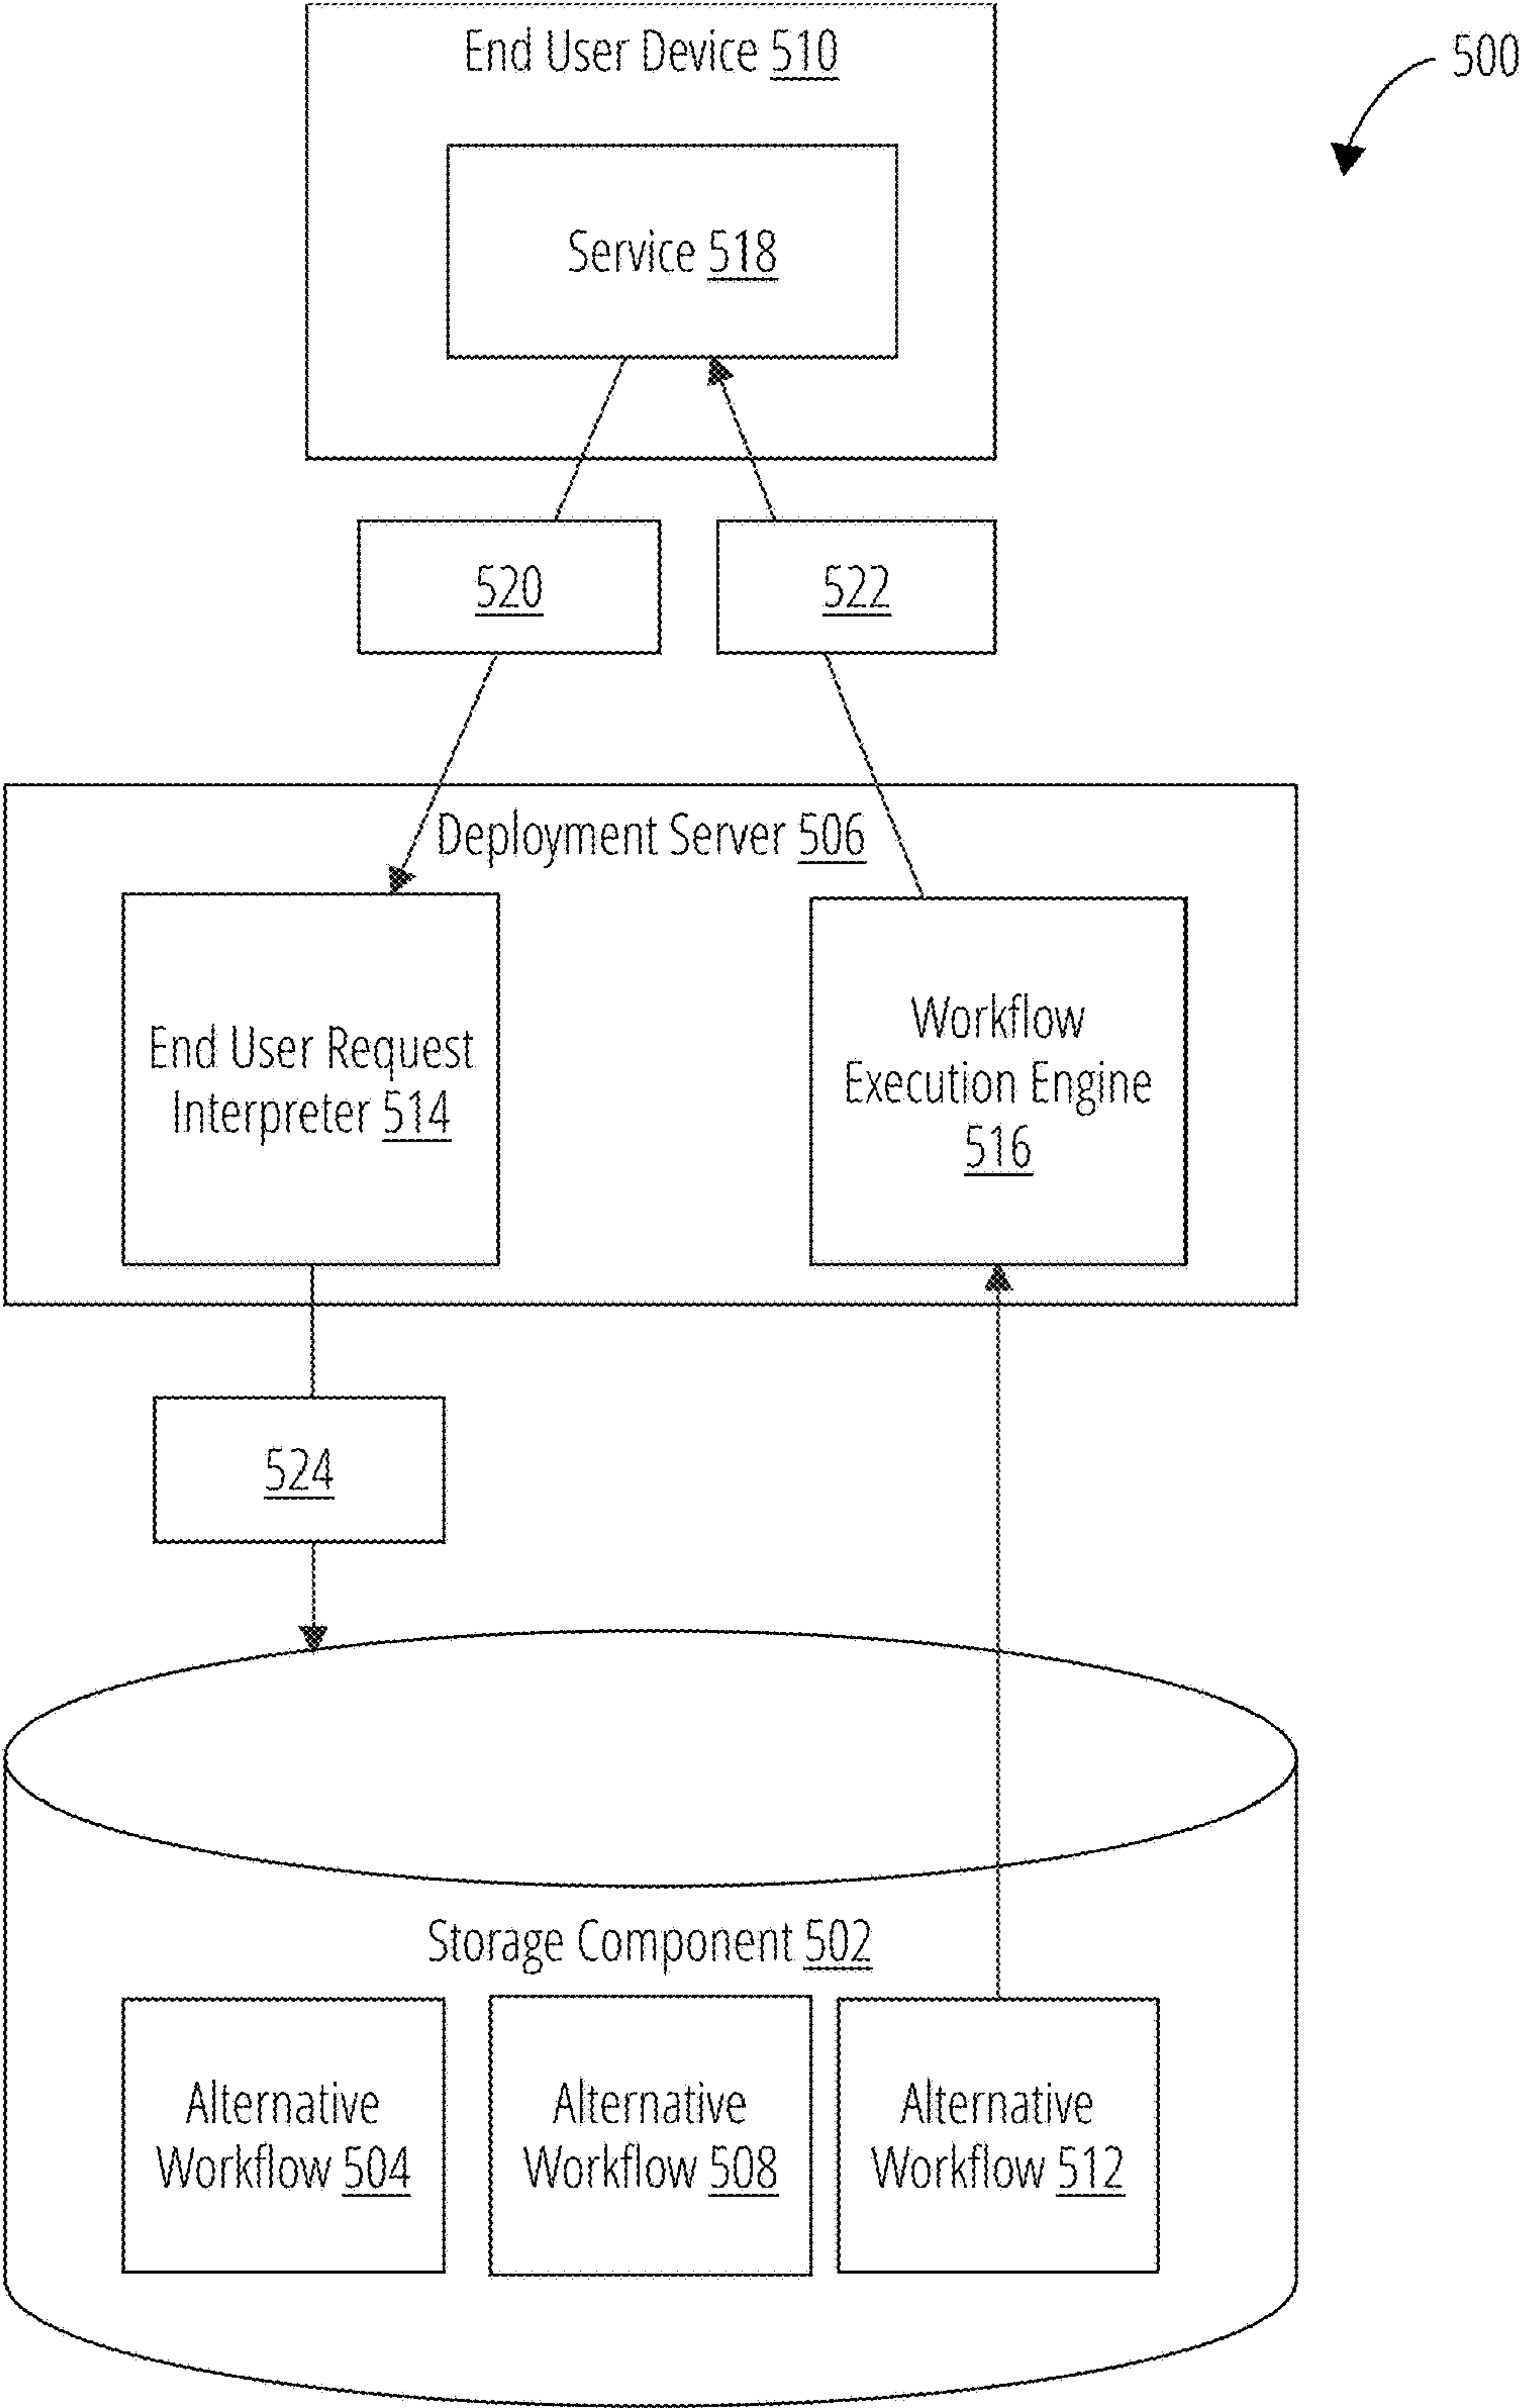 End User Device 510
500
Service 518
520
522
Deployment Server 506
End User Request
Interpreter 514
Workflow
Execution Engine
516
524
Storage Component 502
Alternative
Workflow 504
Alternative
Workflow 508
Alternative
Workflow 512